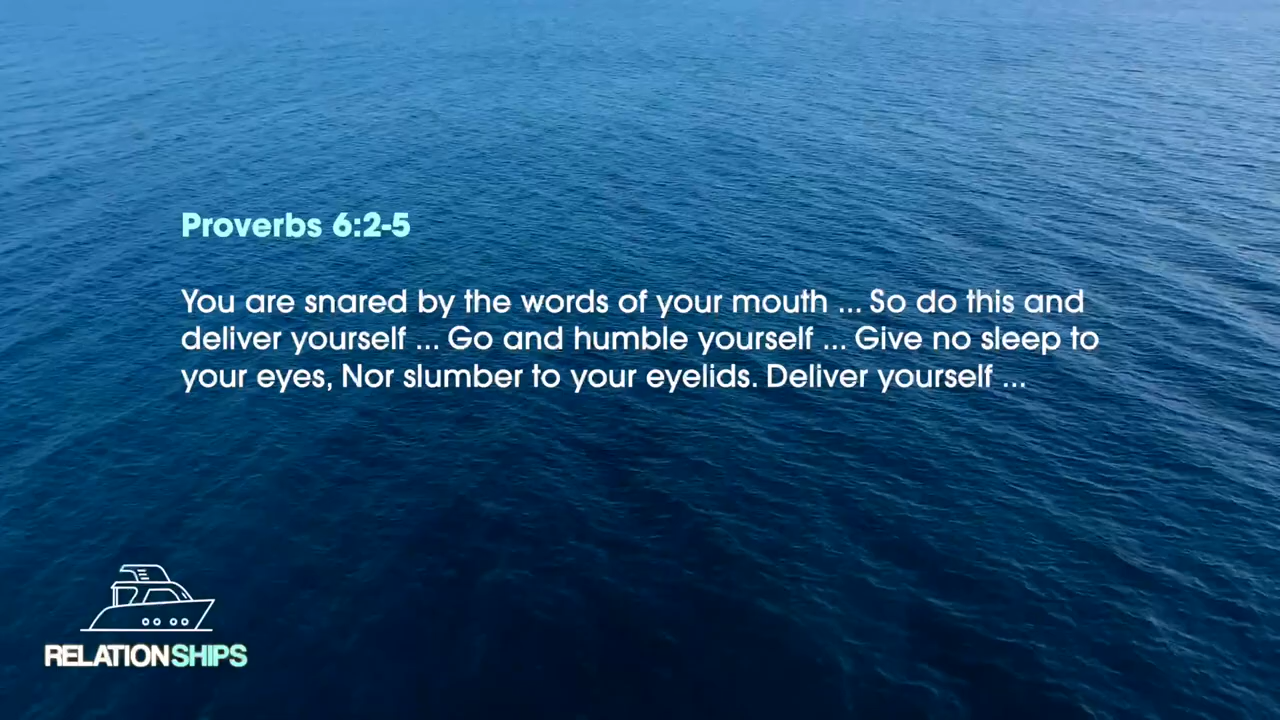 Proverbs 6:2-5
You are snared by the words of your mouth ... So do this and
deliver yourself ... Go and humble yourself ... Give no sleep to
your eyes, Nor slumber to your eyelids. Deliver yourself ...
RELATIONSHIPS